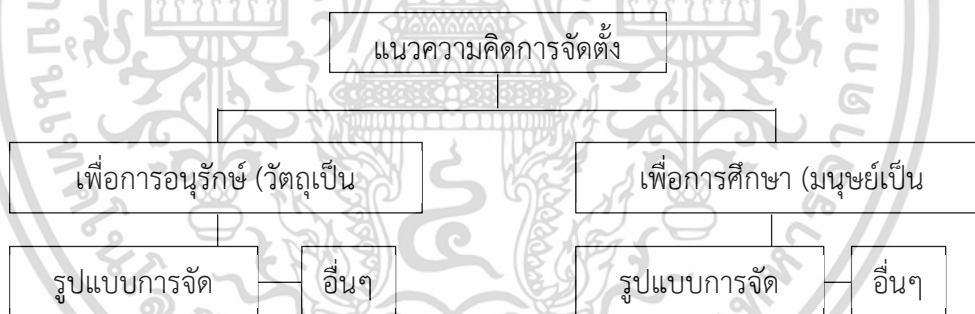 แนวความคิดการจัดตั้ง
เพื่อการอนุรักษ์ (วัตถุเป็น
เพื่อการศึกษา (มนุษย์เป็น
รูปแบบการจัด
อื่นๆ
รูปแบบการจัด
อื่นๆ